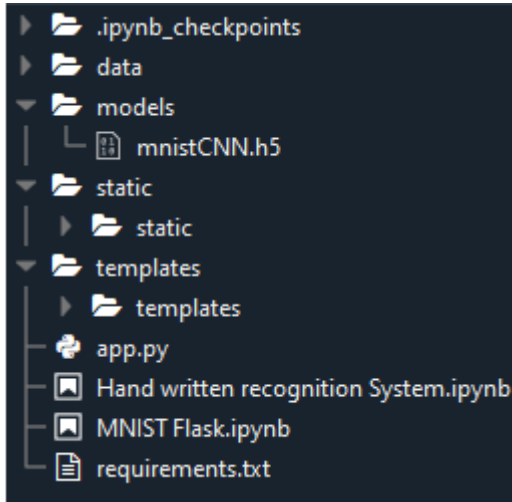 .ipynb_checkpoints
data
models
mnistCNN.h5
static
static
templates
templates
app.py
Hand written recognition System.ipynb
MNIST Flask.ipynb
requirements.txt